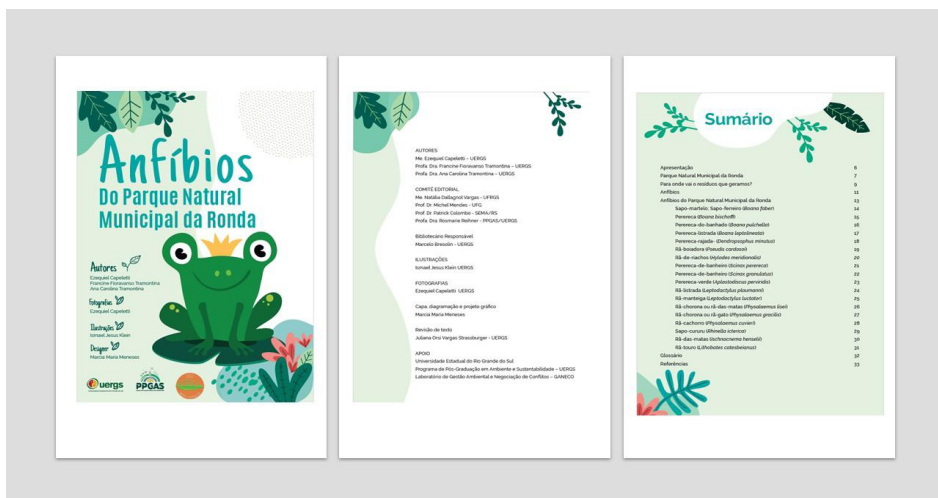 Anfíbios
Do Parque Natural
Municipal da Ronda
Autores
Ezequiel Capeletti
Francine Fioravanso Tramontina
Ana Carolina Tramontina
Fotografias
Ezequiel Capeletti
Ilustrações
Ismael Jesus Klein
Designer
Marcia Maria Meneses
uergs
PPGAS
AUTORES
Me. Ezequiel Capeletti – UERGS
Profa. Dra. Francine Fioravanso Tramontina – UERGS
Profa. Dra. Ana Carolina Tramontina – UERGS
COMITÊ EDITORIAL
Me. Natália Dallagnol Vargas - UFRGS
Prof. Dr. Michel Mendes - UFG
Prof. Dr. Patrick Colombo - SEMA/RS
Profa. Dra. Rosmarie Reihner - PPGAS/UERGS
Bibliotecário Responsável
Marcelo Bresolin - UERGS
ILUSTRAÇÕES
Ismael Jesus Klein UERGS
FOTOGRAFIAS
Ezequiel Capeletti UERGS
Capa, diagramação e projeto gráfico
Marcia Maria Meneses
Revisão de texto
Juliana Orsi Vargas Strassburger - UERGS
APOIO
Universidade Estadual do Rio Grande do Sul
Programa de Pós-Graduação em Ambiente e Sustentabilidade – UERGS
Laboratório de Gestão Ambiental e Negociação de Conflitos – GANECO
Sumário
Apresentação 6
Parque Natural Municipal da Ronda 7
Para onde vai o resíduo que geramos? 9
Anfíbios 11
Anfíbios do Parque Natural Municipal da Ronda 13
Sapo-martelo; Sapo-ferreiro (Boana faber) 14
Perereca (Boana bischoffi) 15
Perereca-do-banhado (Boana pulchella) 16
Perereca-listrada (Boana leptolineata) 17
Perereca-rajada- (Dendropsophus minutus) 18
Rã-boiadora (Pseudis cardosoi) 19
Rã-de-riachos (Hylodes meridionalis) 20
Perereca-de-banheiro (Scinax perereca) 21
Perereca-de-banheiro (Scinax granulatus) 22
Perereca-verde (Aplastodiscus perviridis) 23
Rã-listrada (Leptodactylus plaumanni) 24
Rã-manteiga (Leptodactylus luctator) 25
Rã-chorona ou rã-das-matas (Physalaemus lisei) 26
Rã-chorona ou rã-gato (Physalaemus gracilis) 27
Rã-cachorro (Physalaemus cuvieri) 28
Sapo-cururu (Rhinella icterica) 29
Rã-das-matas (Ischnocnema henselii) 30
Rã-touro (Lithobates catesbeianus) 31
Glossário 32
Referências 33